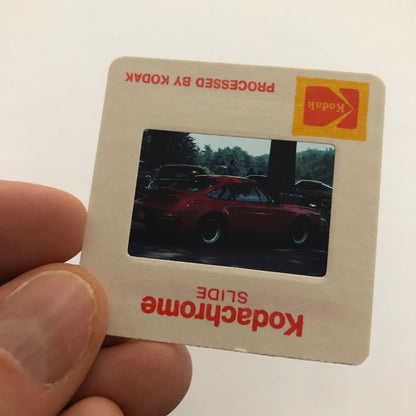 Kodachrome
SLIDE
Kodak
PROCESSED BY KODAK